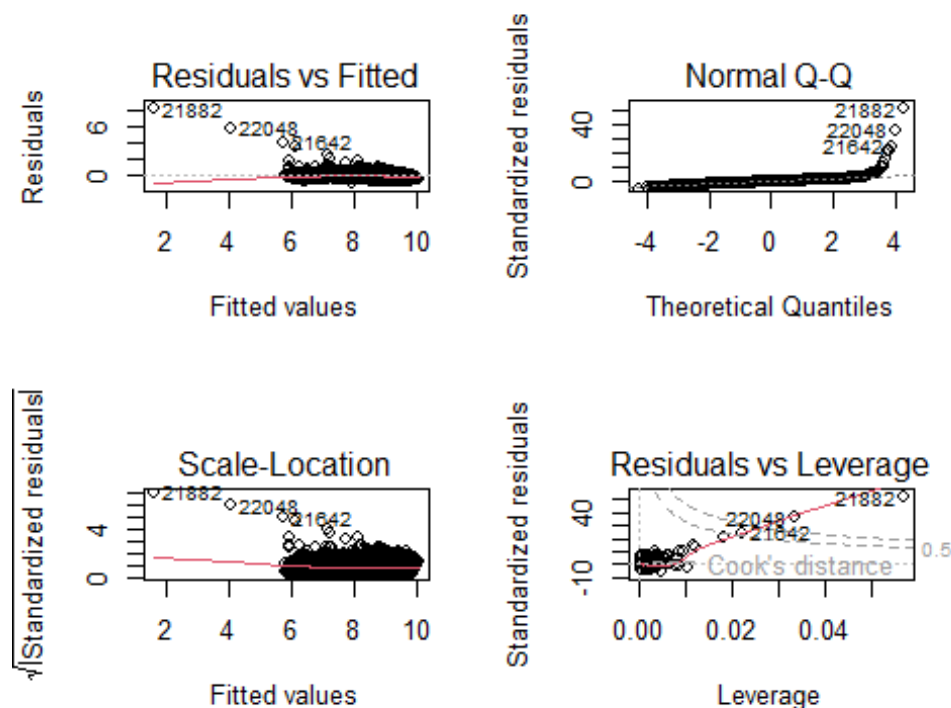 Residuals vs Fitted
Residuals
6
0
21882
22048
21642
2 4 6 8 10
Fitted values
Normal Q-Q
Standardized residuals
40
0
21882
22048
21642
-4 -2 0 2 4
Theoretical Quantiles
Scale-Location
√|Standardized residuals|
4
0
21882
22048
21642
2 4 6 8 10
Fitted values
Residuals vs Leverage
Standardized residuals
40
-10
21882
22048
21642
Cook's distance
0.5
0.00 0.02 0.04
Leverage